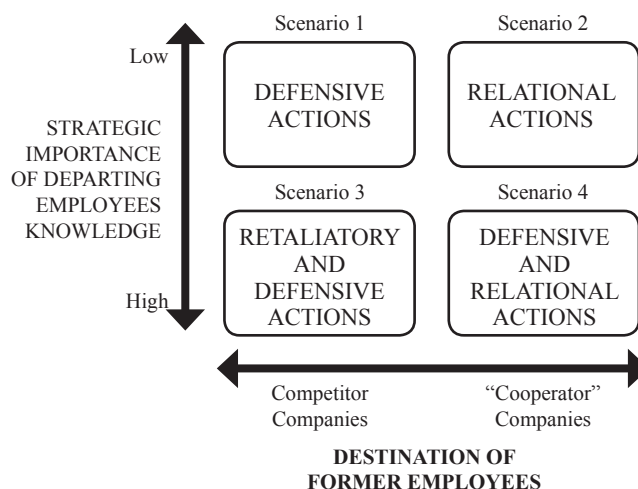 Scenario 1
Scenario 2
Low
DEFENSIVE
ACTIONS
RELATIONAL
ACTIONS
STRATEGIC
IMPORTANCE
OF DEPARTING
EMPLOYEES
KNOWLEDGE
Scenario 3
Scenario 4
RETALIATORY
AND
DEFENSIVE
ACTIONS
DEFENSIVE
AND
RELATIONAL
ACTIONS
High
Competitor
Companies
“Cooperator”
Companies
DESTINATION OF
FORMER EMPLOYEES